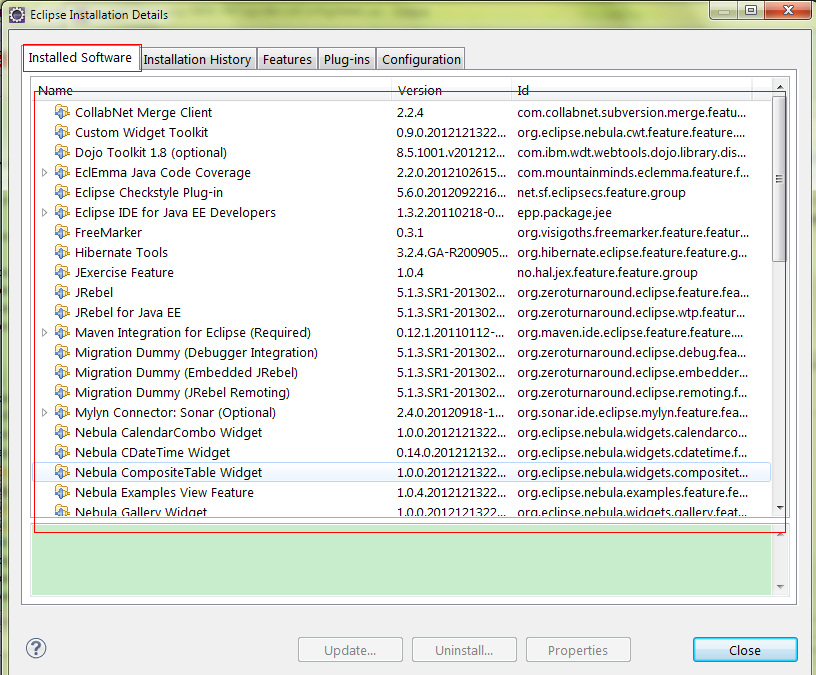 Eclipse Installation Details
Installed Software Installation History Features Plug-ins Configuration
Name Version Id
CollabNet Merge Client 2.2.4 com.collabnet.subversion.merge.featu...
Custom Widget Toolkit 0.9.0.2012121322... org.eclipse.nebula.cwt.feature.feature....
Dojo Toolkit 1.8 (optional) 8.5.1001.v201212... com.ibm.wdt.webtools.dojo.library.dis...
EclEmma Java Code Coverage 2.2.0.2012102615... com.mountainminds.eclemma.feature.f...
Eclipse Checkstyle Plug-in 5.6.0.2012092216... net.sf.eclipsecs.feature.group
Eclipse IDE for Java EE Developers 1.3.2.20110218-0... epp.package.jee
FreeMarker 0.3.1 org.visigoths.freemarker.feature.featur...
Hibernate Tools 3.2.4.GA-R200905... org.hibernate.eclipse.feature.feature.g...
JExercise Feature 1.0.4 no.hal.jex.feature.feature.group
JRebel 5.1.3.SR1-201302... org.zeroturnaround.eclipse.feature.fea...
JRebel for Java EE 5.1.3.SR1-201302... org.zeroturnaround.eclipse.wtp.featur...
Maven Integration for Eclipse (Required) 0.12.1.20110112-... org.maven.ide.eclipse.feature.feature....
Migration Dummy (Debugger Integration) 5.1.3.SR1-201302... org.zeroturnaround.eclipse.debug.fea...
Migration Dummy (Embedded JRebel) 5.1.3.SR1-201302... org.zeroturnaround.eclipse.embedder...
Migration Dummy (JRebel Remoting) 5.1.3.SR1-201302... org.zeroturnaround.eclipse.remoting.f...
Mylyn Connector: Sonar (Optional) 2.4.0.20120918-1... org.sonar.ide.eclipse.mylyn.feature.fea...
Nebula CalendarCombo Widget 1.0.0.2012121322... org.eclipse.nebula.widgets.calendarco...
Nebula CDateTime Widget 0.14.0.201212132... org.eclipse.nebula.widgets.cdatetime.f...
Nebula CompositeTable Widget 1.0.0.2012121322... org.eclipse.nebula.widgets.compositet...
Nebula Examples View Feature 1.0.4.2012121322... org.eclipse.nebula.examples.feature.fe...
Nebula Gallery Widget 1.0.0.2012121322... org.eclipse.nebula.widgets.gallery.feat...
Update... Uninstall... Properties Close